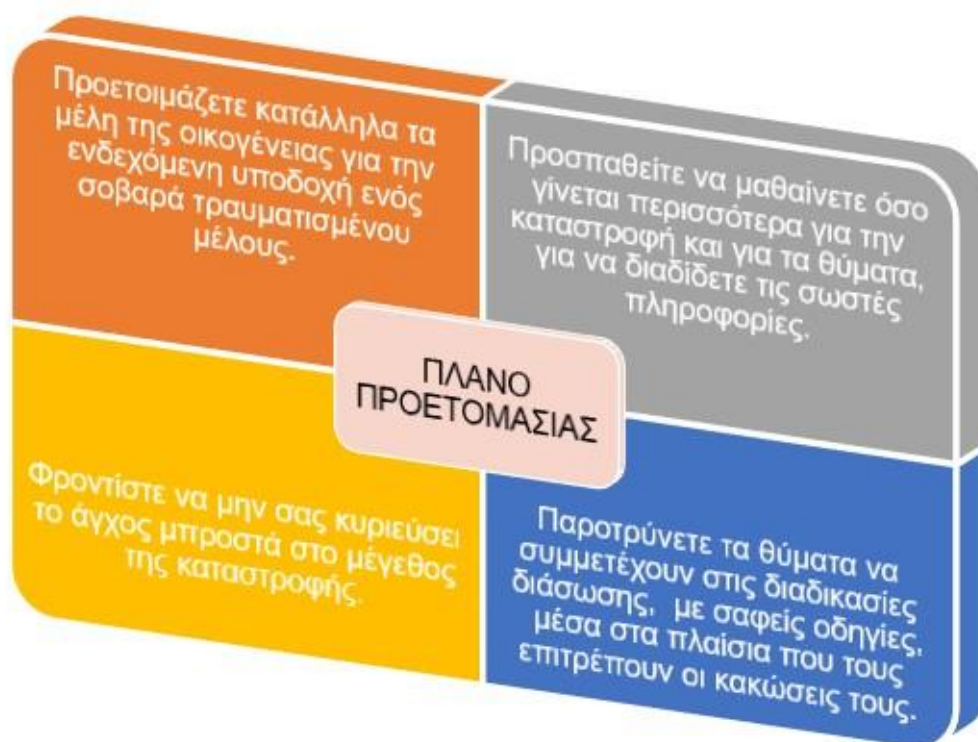 Προετοιμάζετε κατάλληλα τα
μέλη της οικογένειας για την
ενδεχόμενη υποδοχή ενός
σοβαρά τραυματισμένου
μέλους.
Προσπαθείτε να μαθαίνετε όσο
γίνεται περισσότερα για την
καταστροφή και για τα θύματα,
για να διαδίδετε τις σωστές
πληροφορίες.
ΠΛΑΝΟ
ΠΡΟΕΤΟΜΑΣΙΑΣ
Φροντίστε να μην σας κυριεύσει
το άγχος μπροστά στο μέγεθος
της καταστροφής.
Παροτρύνετε τα θύματα να
συμμετέχουν στις διαδικασίες
διάσωσης, με σαφείς οδηγίες,
μέσα στα πλαίσια που τους
επιτρέπουν οι κακώσεις τους.